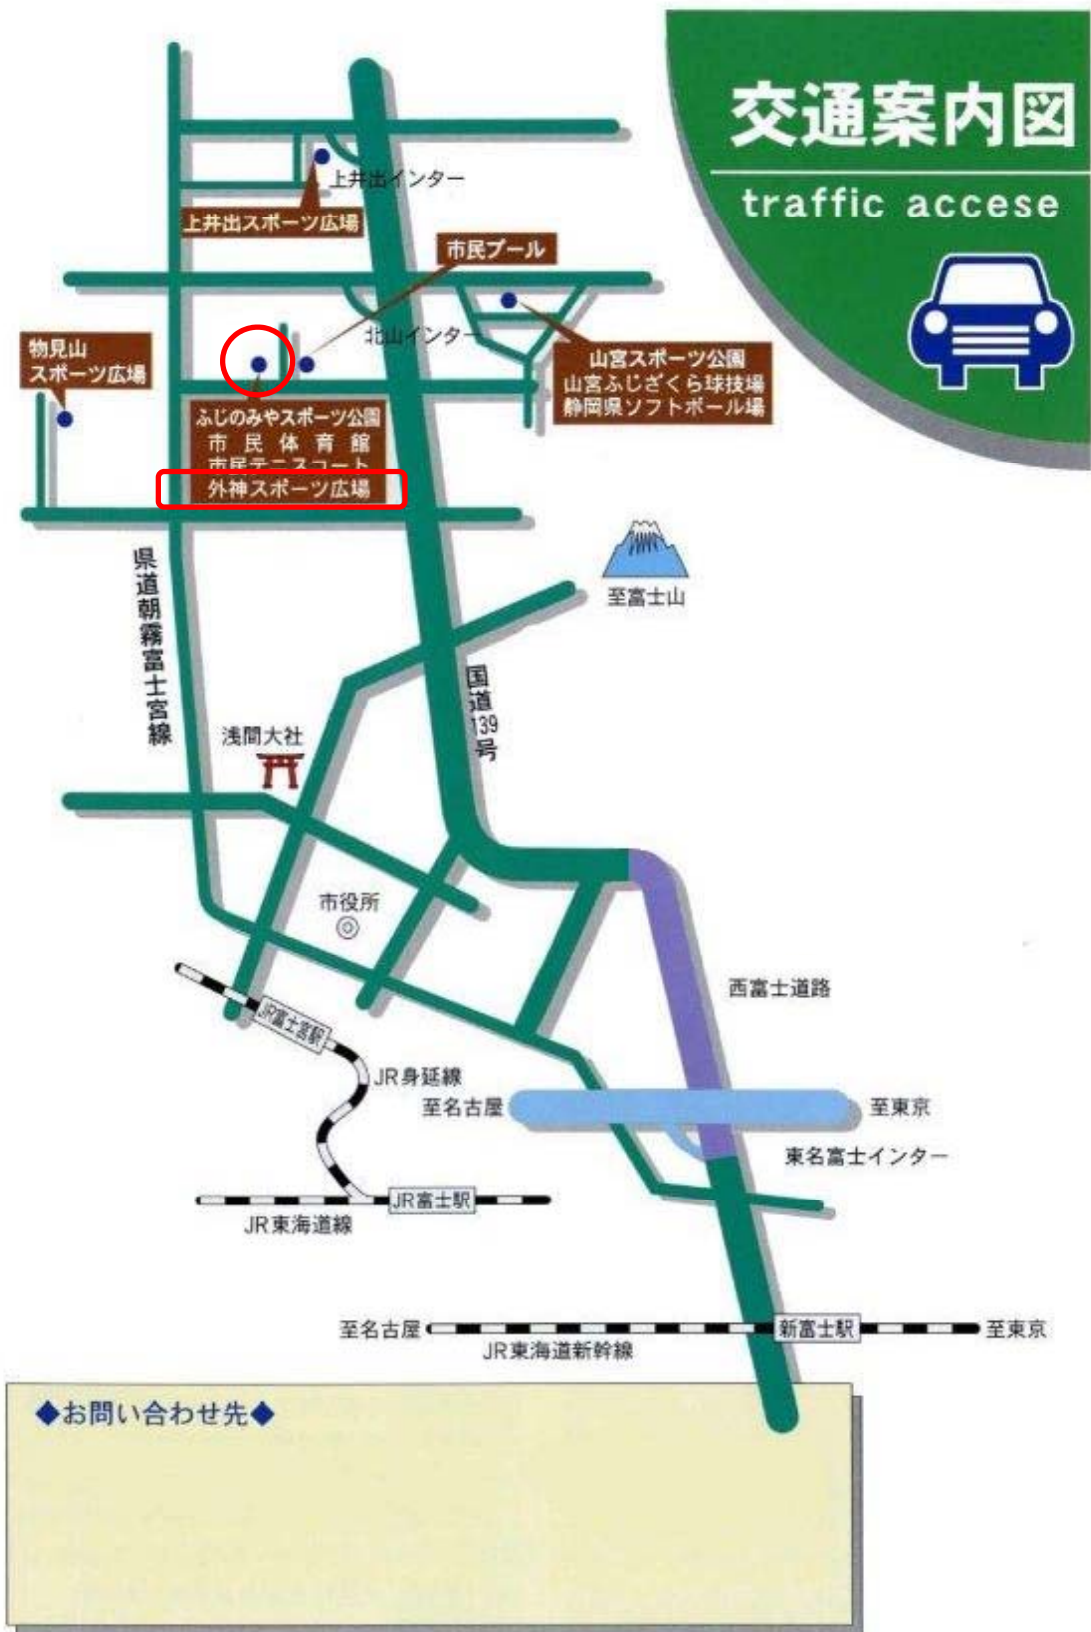 交通案内図
traffic accese
上井出インター
上井出スポーツ広場
市民プール
北山インター
物見山
スポーツ広場
山宮スポーツ公園
山宮ふじざくら球技場
静岡県ソフトボール場
ふじのみやスポーツ公園
市民体育館
市民テニスコート
外神スポーツ広場
県道朝霧富士宮線
至富士山
国道139号
浅間大社
市役所
西富士道路
JR富士宮駅
JR身延線
至名古屋
至東京
東名富士インター
JR富士駅
JR東海道線
至名古屋
新富士駅
至東京
JR東海道新幹線
◆お問い合わせ先◆